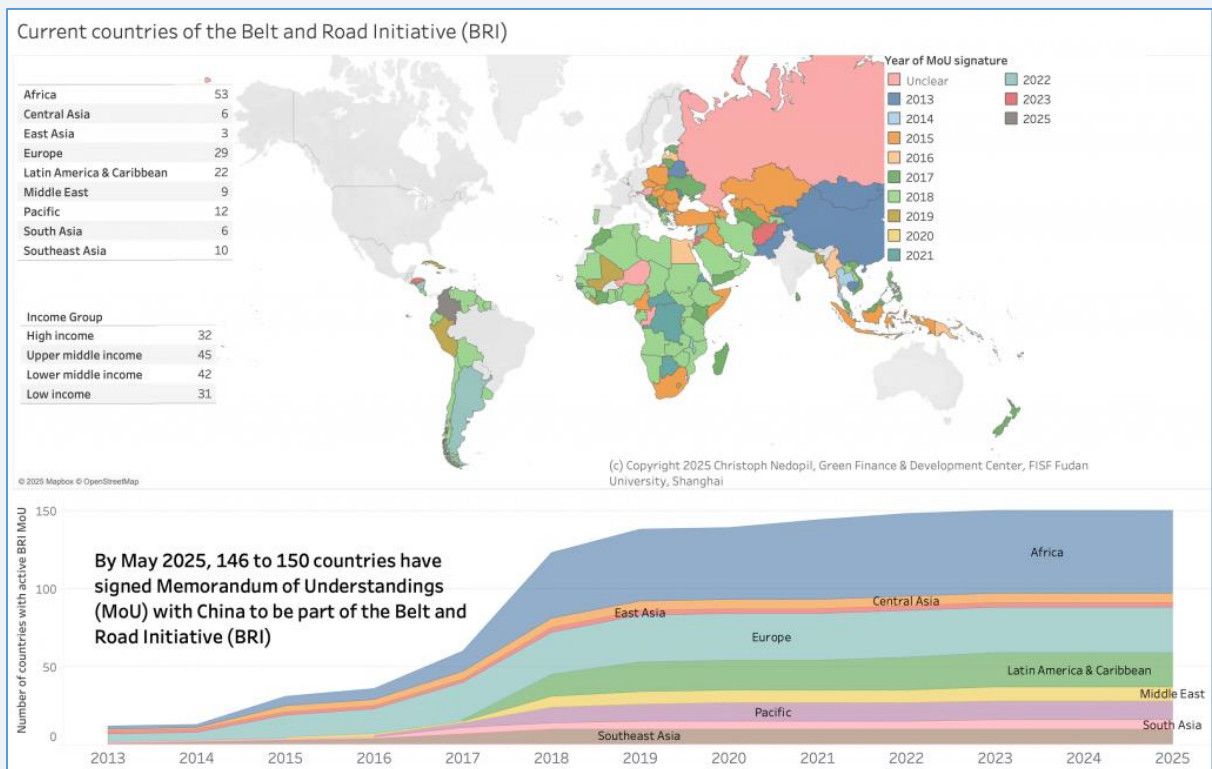 Current countries of the Belt and Road Initiative (BRI)
Africa 53
Central Asia 6
East Asia 3
Europe 29
Latin America & Caribbean 22
Middle East 9
Pacific 12
South Asia 6
Southeast Asia 10
Income Group
High income 32
Upper middle income 45
Lower middle income 42
Low income 31
Year of MoU signature
Unclear
2013
2014
2015
2016
2017
2018
2019
2020
2021
2022
2023
2025
(c) Copyright 2025 Christoph Nedopil, Green Finance & Development Center, FISF Fudan
University, Shanghai
© 2025 Mapbox © OpenStreetMap
Number of countries with active BRI MoU
150
100
50
0
By May 2025, 146 to 150 countries have
signed Memorandum of Understandings
(MoU) with China to be part of the Belt and
Road Initiative (BRI)
Africa
Central Asia
East Asia
Europe
Latin America & Caribbean
Middle East
Pacific
South Asia
Southeast Asia
2013 2014 2015 2016 2017 2018 2019 2020 2021 2022 2023 2024 2025